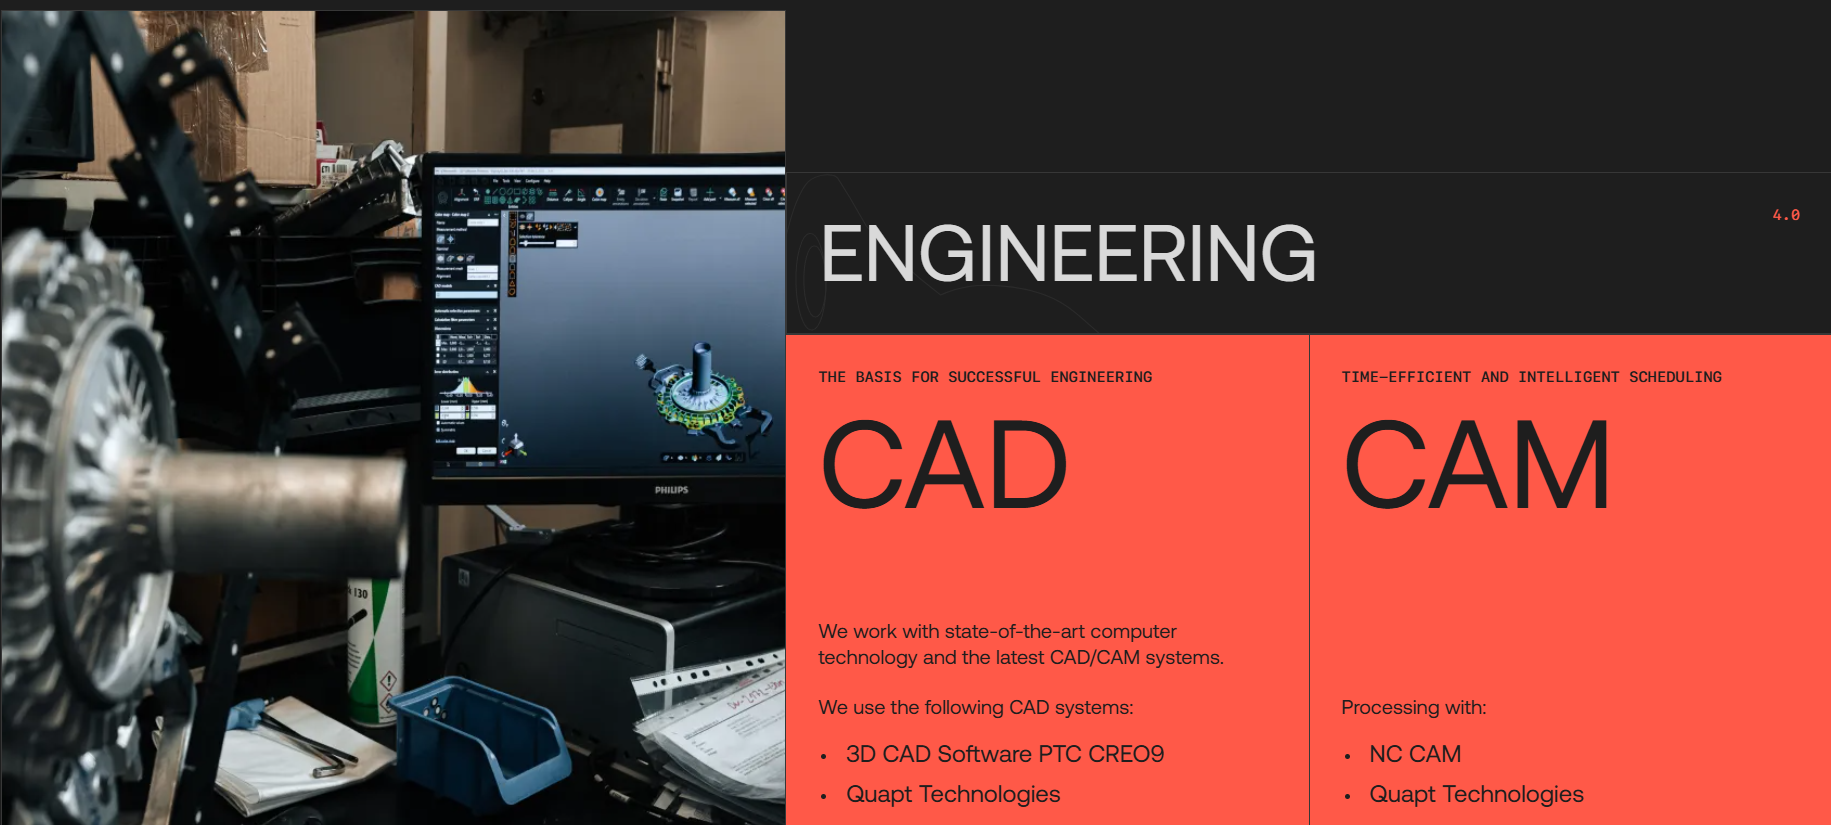 ENGINEERING
4.0
THE BASIS FOR SUCCESSFUL ENGINEERING
CAD
We work with state-of-the-art computer
technology and the latest CAD/CAM systems.
We use the following CAD systems:
• 3D CAD Software PTC CREO9
• Quapt Technologies
TIME-EFFICIENT AND INTELLIGENT SCHEDULING
CAM
Processing with:
• NC CAM
• Quapt Technologies
PHILIPS